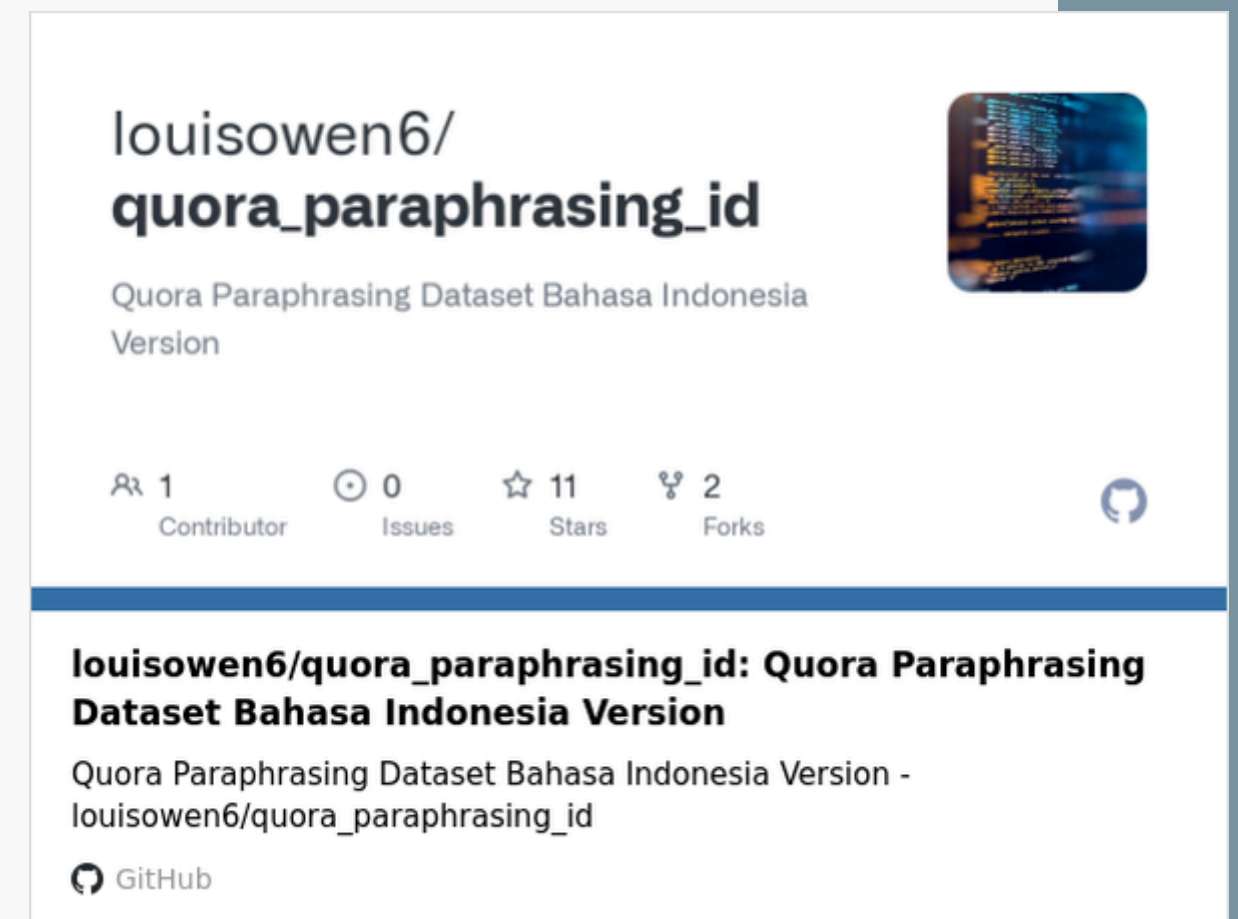 louisowen6/
quora_paraphrasing_id
Quora Paraphrasing Dataset Bahasa Indonesia
Version
1
Contributor
0
Issues
11
Stars
2
Forks
louisowen6/quora_paraphrasing_id: Quora Paraphrasing
Dataset Bahasa Indonesia Version
Quora Paraphrasing Dataset Bahasa Indonesia Version -
louisowen6/quora_paraphrasing_id
GitHub